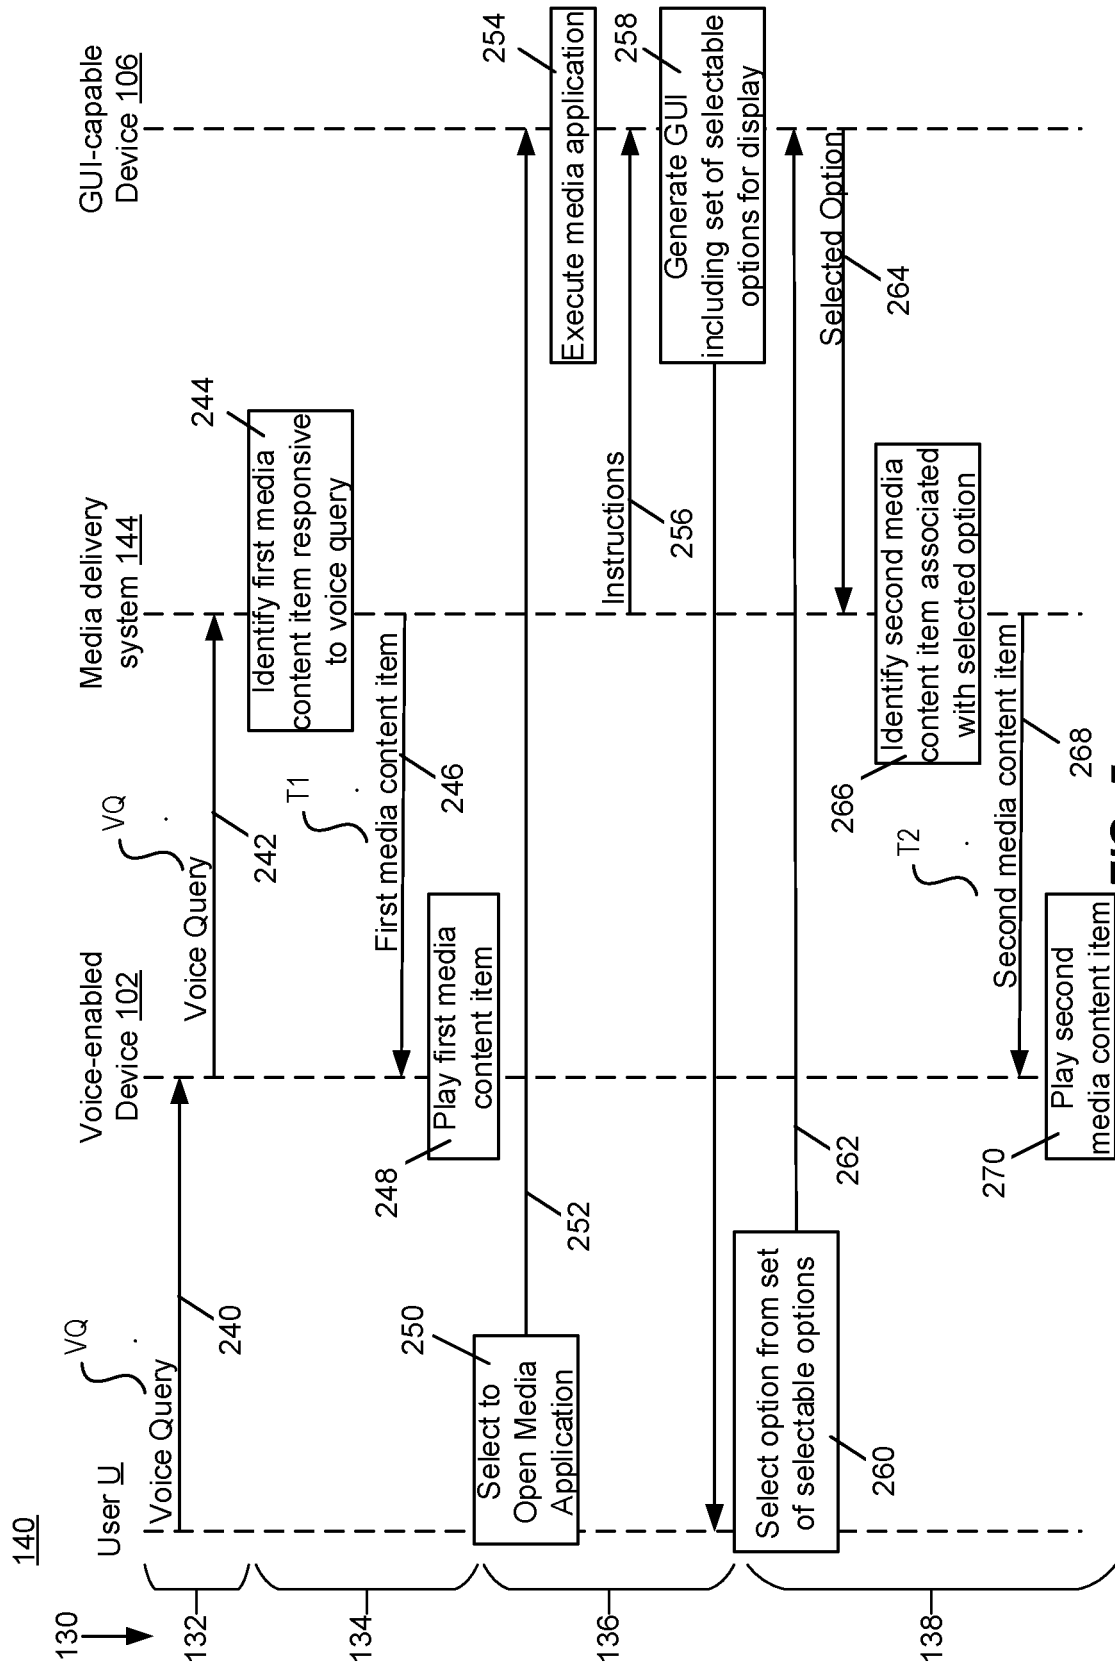 140
130
User U
Voice-enabled
Device 102
Media delivery
system 144
GUI-capable
Device 106
132
134
136
138
VQ
Voice Query
240
VQ
Voice Query
242
244
Identify first media
content item responsive
to voice query
T1
First media content item
246
248
Play first media
content item
250
Select to
Open Media
Application
252
254
Execute media application
Instructions
256
258
Generate GUI
including set of selectable
options for display
Select option from set
of selectable options
260
262
Selected Option
264
266
Identify second media
content item associated
with selected option
T2
Second media content item
268
270
Play second
media content item